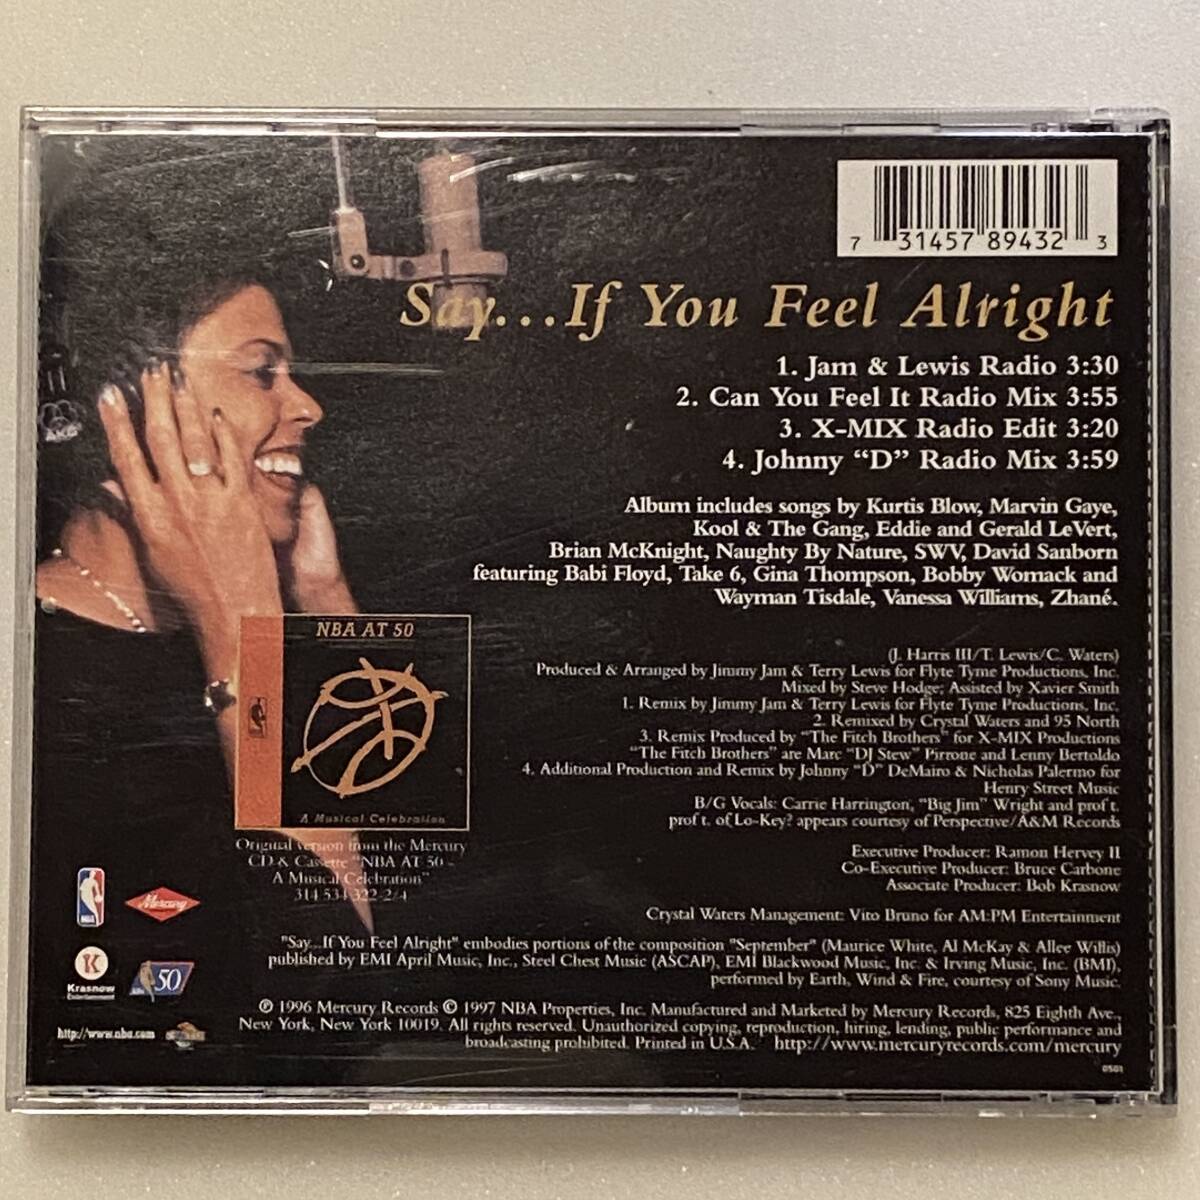 7 31457 89432 3
Say...If You Feel Alright
1. Jam & Lewis Radio 3:30
2. Can You Feel It Radio Mix 3:55
3. X-MIX Radio Edit 3:20
4. Johnny “D” Radio Mix 3:59
AKG
Album includes songs by Kurtis Blow, Marvin Gaye,
Kool & The Gang, Eddie and Gerald LeVert,
Brian McKnight, Naughty By Nature, SWV, David Sanborn
featuring Babi Floyd, Take 6, Gina Thompson, Bobby Womack and
Wayman Tisdale, Vanessa Williams, Zhané.
NBA AT 50
A Musical Celebration
Original version from the Mercury
CD & Cassette "NBA AT 50 -
A Musical Celebration"
314 534 322-2/4
(J. Harris III/T. Lewis/C. Waters)
Produced & Arranged by Jimmy Jam & Terry Lewis for Flyte Tyme Productions, Inc.
Mixed by Steve Hodge; Assisted by Xavier Smith
1. Remix by Jimmy Jam & Terry Lewis for Flyte Tyme Productions, Inc.
2. Remixed by Crystal Waters and 95 North
3. Remix Produced by “The Fitch Brothers” for X-MIX Productions
“The Fitch Brothers” are Marc “DJ Stew” Pirrone and Lenny Bertoldo
4. Additional Production and Remix by Johnny “D” DeMairo & Nicholas Palermo for
Henry Street Music
B/G Vocals: Carrie Harrington, “Big Jim” Wright and prof t.
prof t. of Lo-Key? appears courtesy of Perspective/A&M Records
Executive Producer: Ramon Hervey II
Co-Executive Producer: Bruce Carbone
Associate Producer: Bob Krasnow
Crystal Waters Management: Vito Bruno for AM:PM Entertainment
NBA
Mercury
K
Krasnow
Entertainment
NBA 50
"Say...If You Feel Alright" embodies portions of the composition "September" (Maurice White, Al McKay & Allee Willis)
published by EMI April Music, Inc., Steel Chest Music (ASCAP), EMI Blackwood Music, Inc. & Irving Music, Inc. (BMI),
performed by Earth, Wind & Fire, courtesy of Sony Music.
http://www.nba.com
℗ 1996 Mercury Records © 1997 NBA Properties, Inc. Manufactured and Marketed by Mercury Records, 825 Eighth Ave.,
New York, New York 10019. All rights reserved. Unauthorized copying, reproduction, hiring, lending, public performance and
broadcasting prohibited. Printed in U.S.A. http://www.mercuryrecords.com/mercury
0501